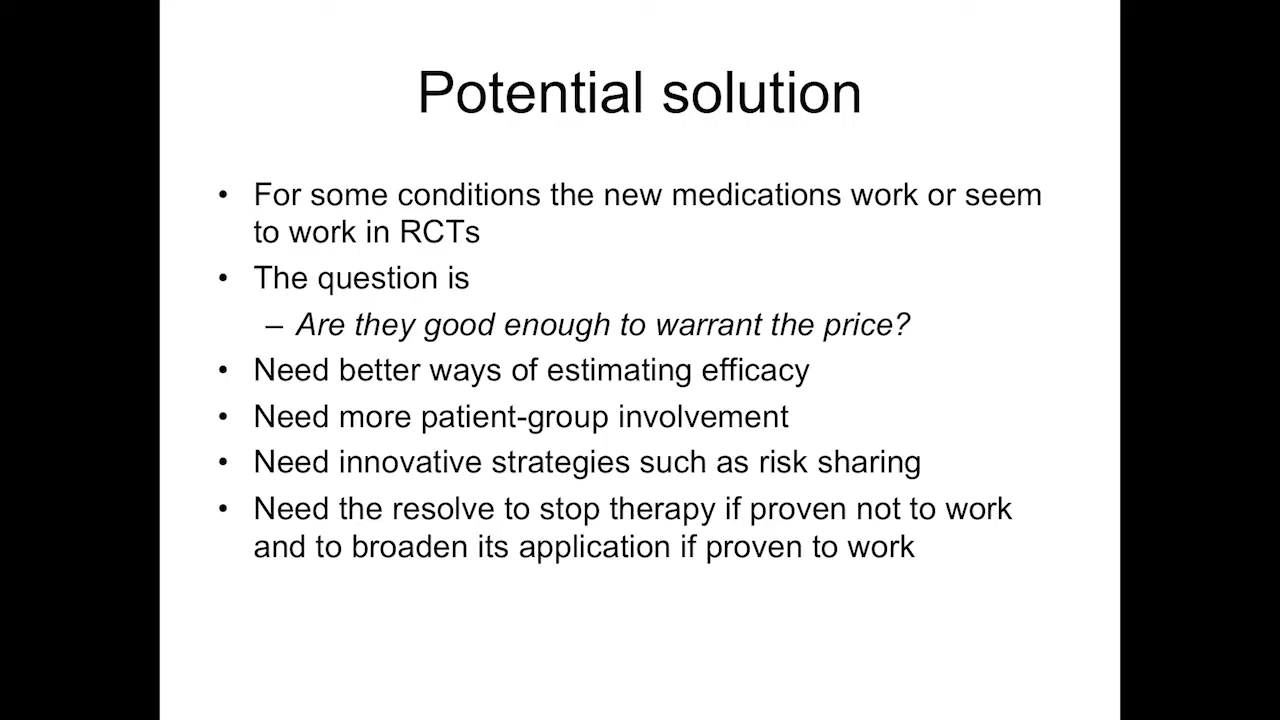 Potential solution
• For some conditions the new medications work or seem
to work in RCTs
• The question is
– Are they good enough to warrant the price?
• Need better ways of estimating efficacy
• Need more patient-group involvement
• Need innovative strategies such as risk sharing
• Need the resolve to stop therapy if proven not to work
and to broaden its application if proven to work